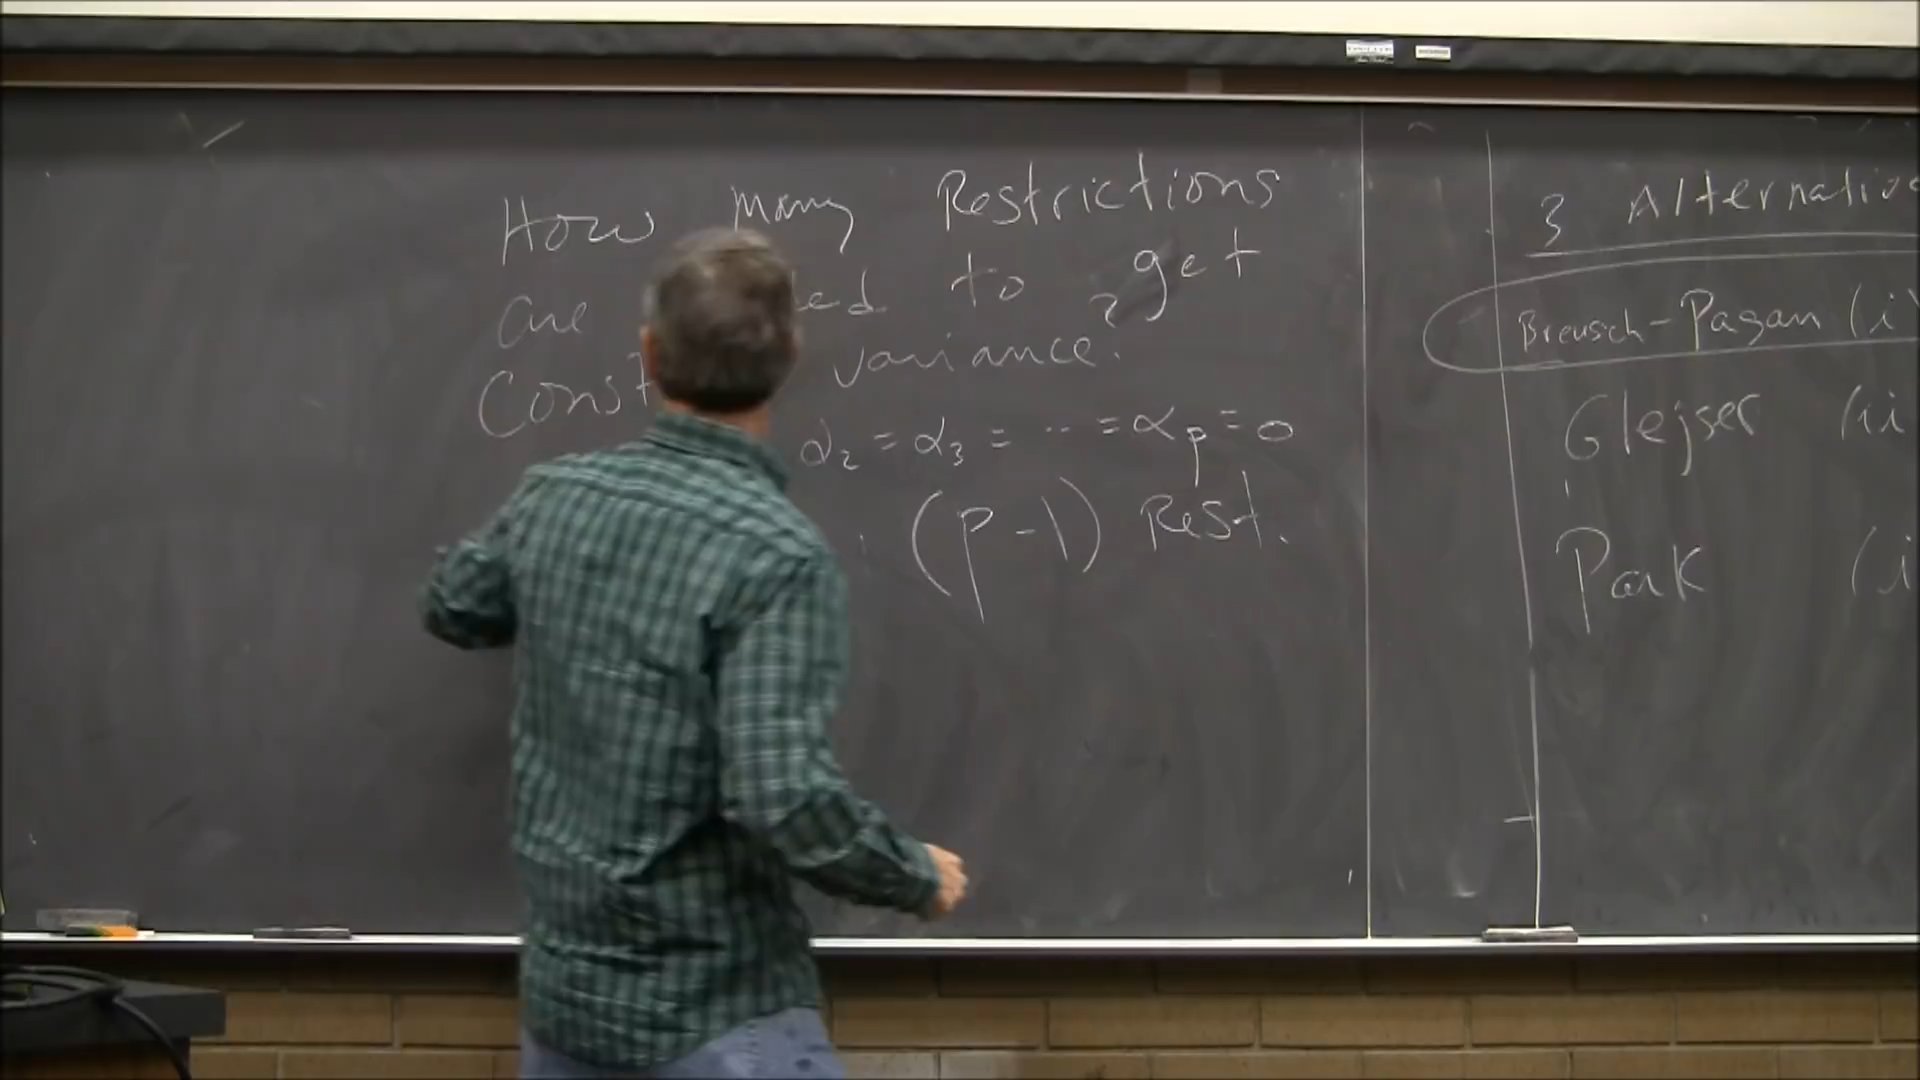 How many Restrictions
are to get
variance?
α₂ = α₃ = ·· = αₚ = 0
(p-1) Rest.
3
Breusch-Pagan (i
Glejser (ii
Park (i